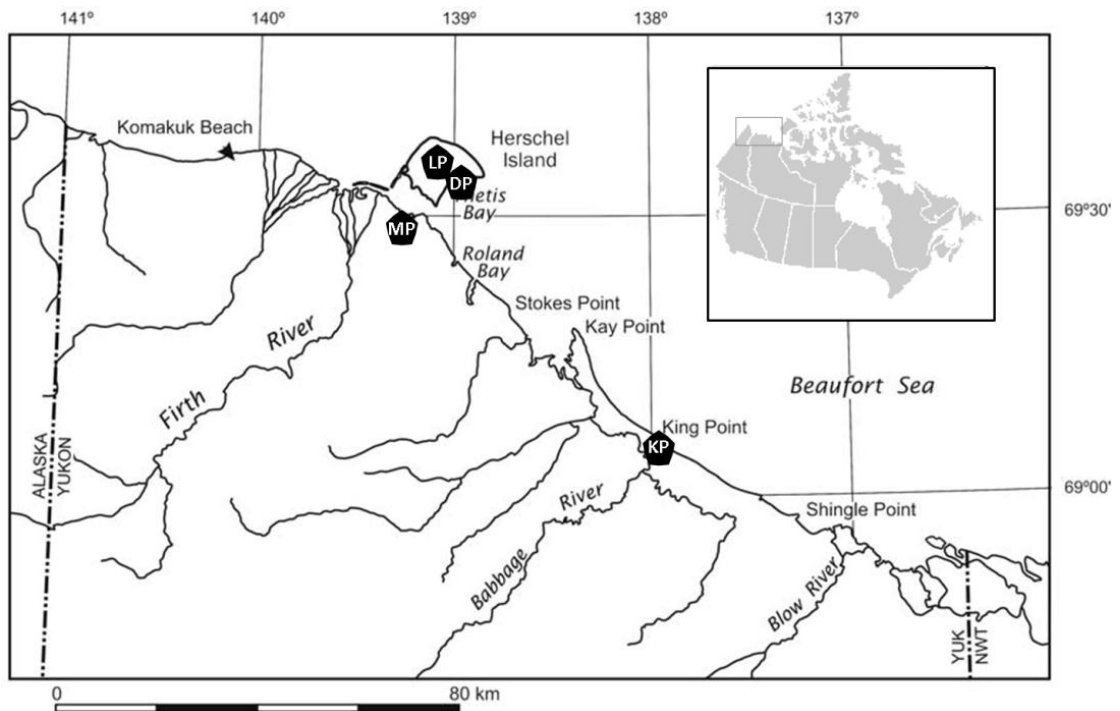 141°
140°
139°
138°
137°
Komakuk Beach
Herschel
Island
LP
DP
netis
Bay
MP
69°30'
Roland
Bay
Stokes Point
Kay Point
Firth
River
Beaufort Sea
King Point
KP
69°00'
Shingle Point
ALASKA
YUKON
Babbage
River
Blow River
YUK
NWT
0
80 km